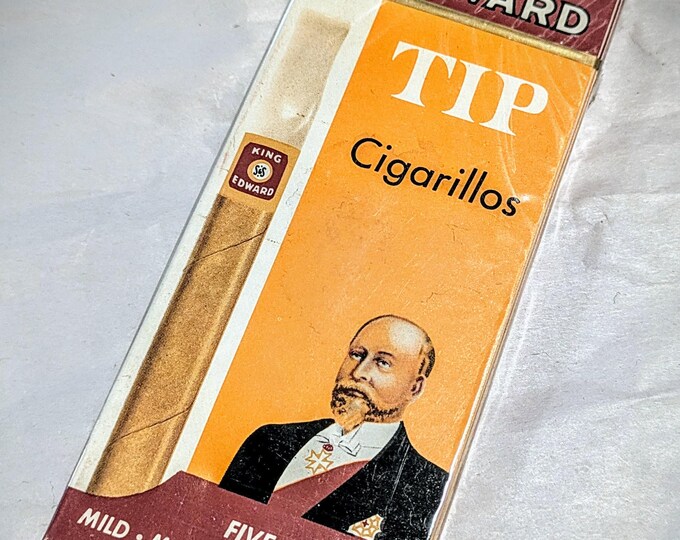 WARD
TIP
Cigarillos
KING
S&S
EDWARD
MILD •
FIVE